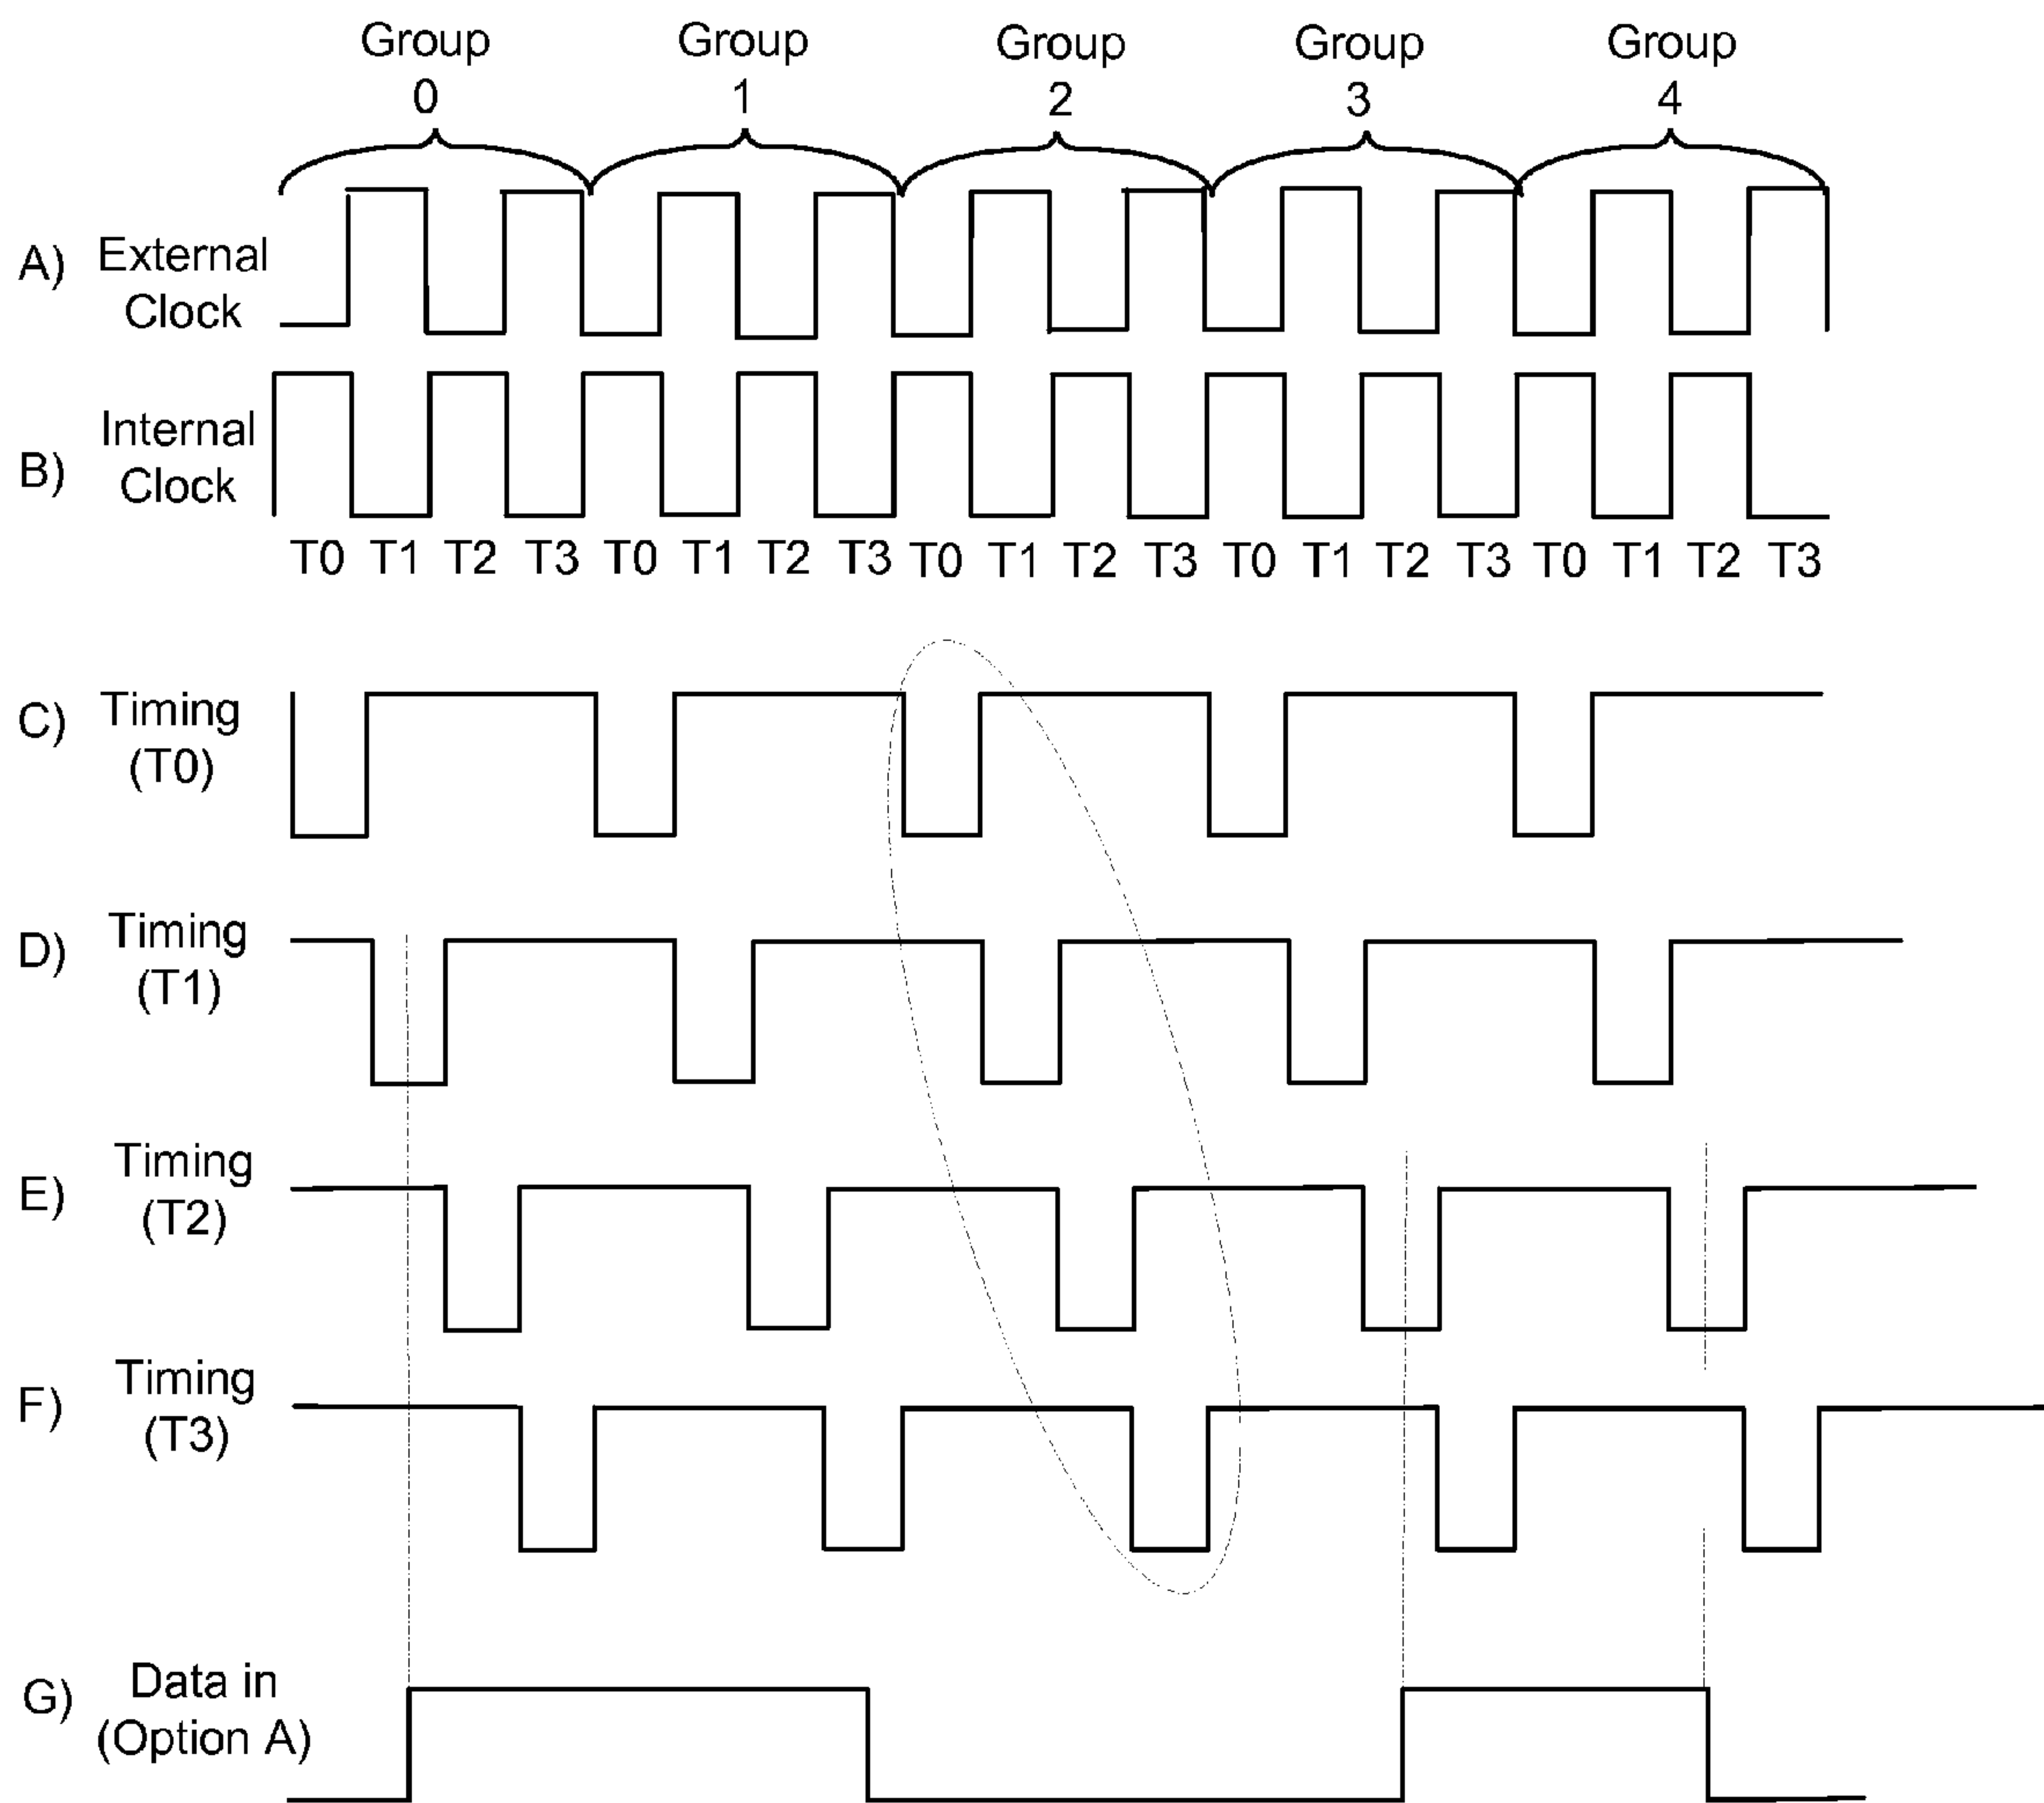 Group Group Group Group Group
0 1 2 3 4
A) External
Clock
B) Internal
Clock
T0 T1 T2 T3 T0 T1 T2 T3 T0 T1 T2 T3 T0 T1 T2 T3 T0 T1 T2 T3
C) Timing
(T0)
D) Timing
(T1)
E) Timing
(T2)
F) Timing
(T3)
G) Data in
(Option A)